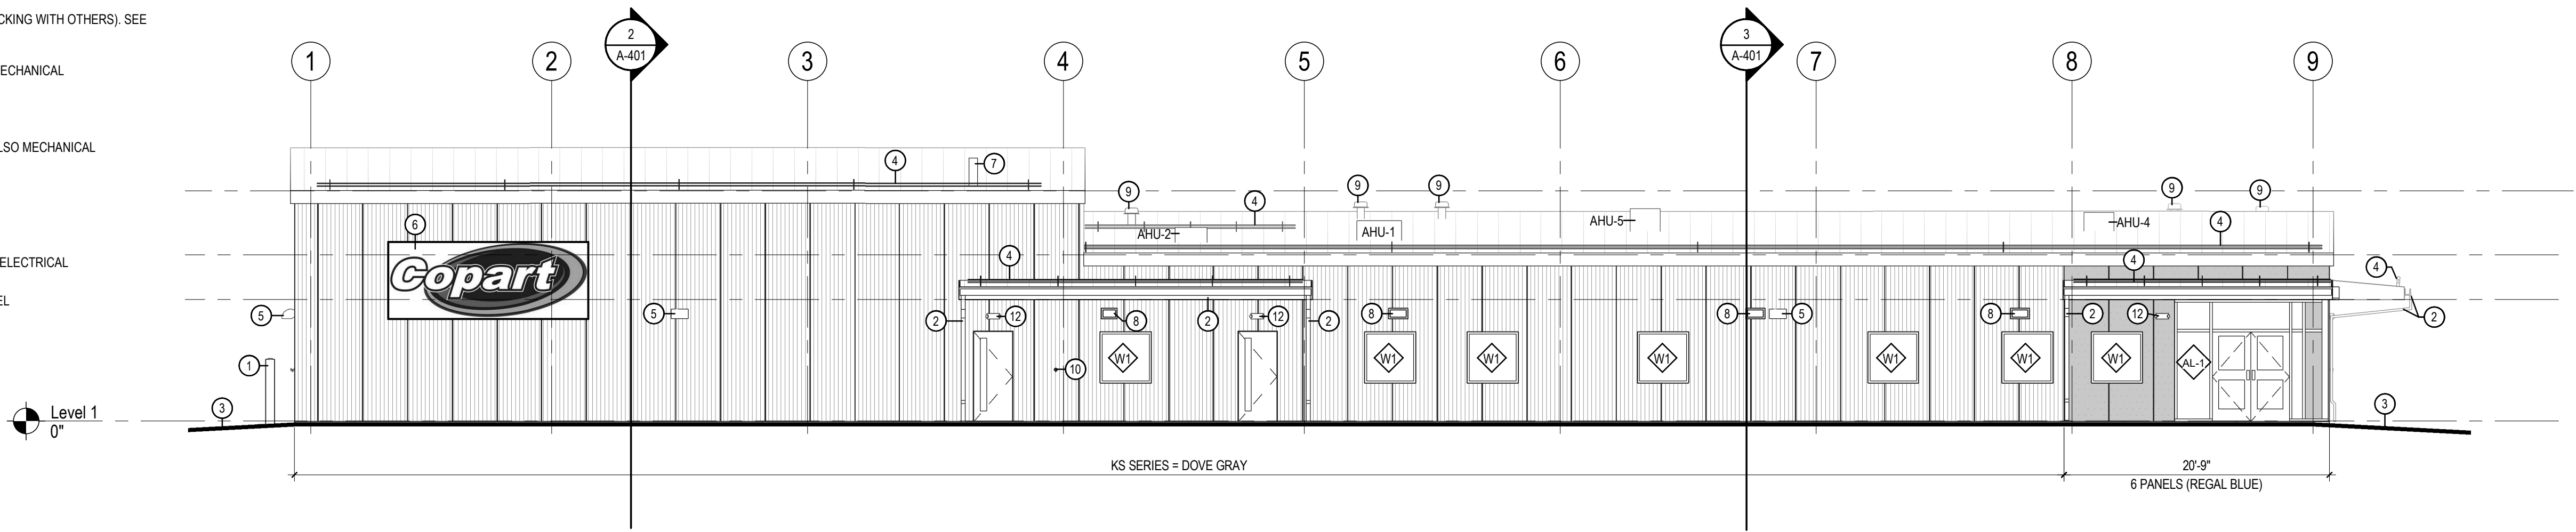 CKING WITH OTHERS). SEE
ECHANICAL
LSO MECHANICAL
ELECTRICAL
EL
1
2
2
A-401
3
4
5
6
3
A-401
7
8
9
4
7
9
4
9
9
9
9
6
AHU-2
AHU-1
AHU-5
AHU-4
4
Copart
4
4
4
5
5
2
12
8
2
12
2
8
8
5
8
2
12
2
1
10
W1
W1
W1
W1
W1
W1
W1
AL-1
3
3
Level 1
0"
KS SERIES = DOVE GRAY
20'-9"
6 PANELS (REGAL BLUE)